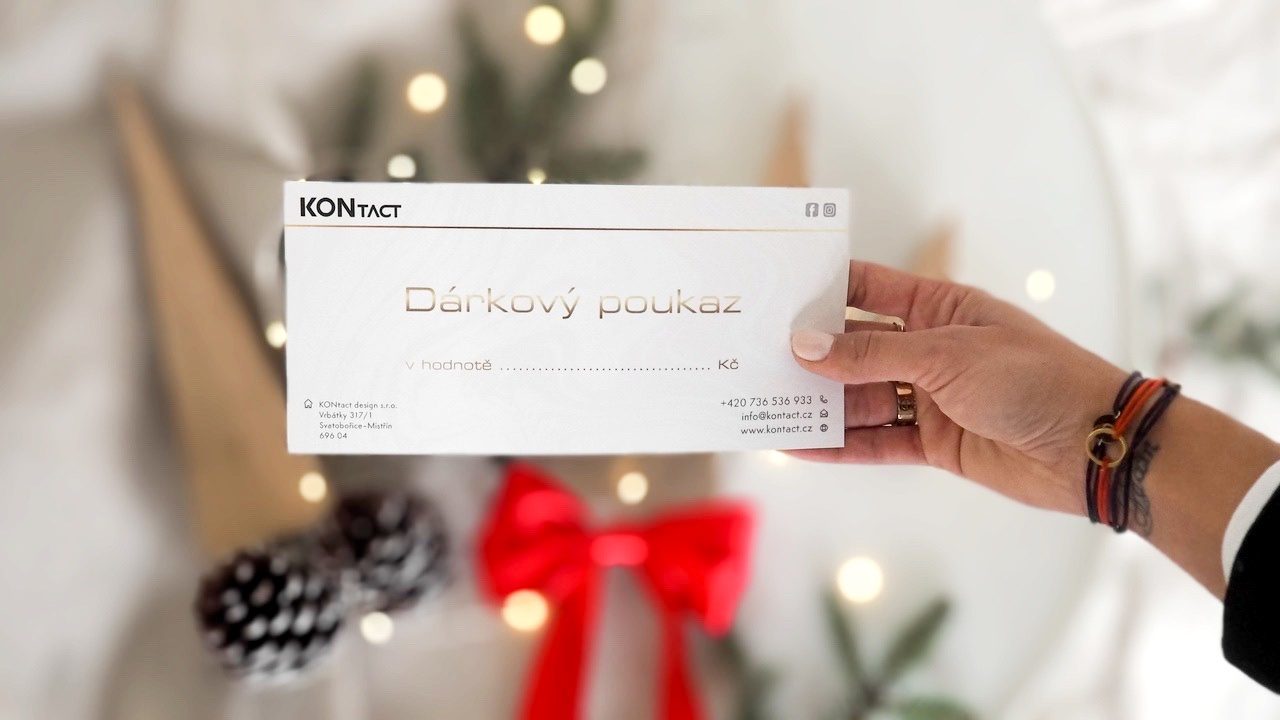 KONTACT
Dárkový poukaz
v hodnotě .................................. Kč
KONtact design s.r.o.
Vrbátky 317/1
Svatobořice-Mistřín
696 04
+420 736 536 933
info@kontact.cz
www.kontact.cz